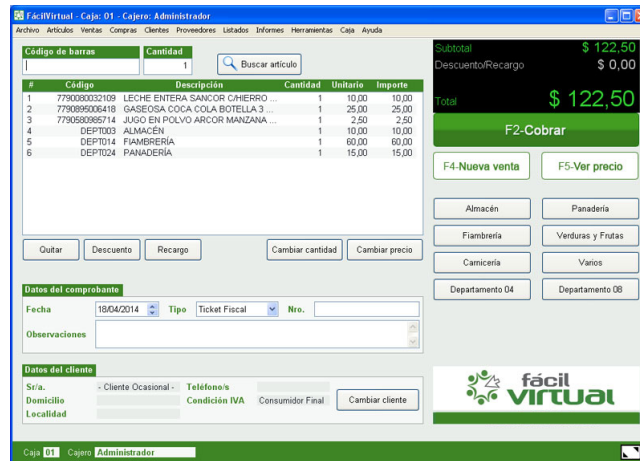 FácilVirtual - Caja: 01 - Cajero: Administrador
Archivo Artículos Ventas Compras Clientes Proveedores Listados Informes Herramientas Caja Ayuda
Código de barras
Cantidad
1
Buscar artículo
# Código Descripción Cantidad Unitario Importe
1 7790080032109 LECHE ENTERA SANCOR C/HIERRO ... 1 10,00 10,00
2 7790895006418 GASEOSA COCA COLA BOTELLA 3 ... 1 25,00 25,00
3 7790580985714 JUGO EN POLVO ARCOR MANZANA ... 1 2,50 2,50
4 DEPT003 ALMACÉN 1 10,00 10,00
5 DEPT014 FIAMBRERÍA 1 60,00 60,00
6 DEPT024 PANADERÍA 1 15,00 15,00
Quitar Descuento Recargo Cambiar cantidad Cambiar precio
Datos del comprobante
Fecha 18/04/2014 Tipo Ticket Fiscal Nro.
Observaciones
Datos del cliente
Sr/a. - Cliente Ocasional - Teléfono/s
Domicilio Condición IVA Consumidor Final Cambiar cliente
Localidad
Subtotal $ 122,50
Descuento/Recargo $ 0,00
Total $ 122,50
F2-Cobrar
F4-Nueva venta F5-Ver precio
Almacén Panadería
Fiambrería Verduras y Frutas
Carnicería Varios
Departamento 04 Departamento 08
fácil
virtual
Caja 01 Cajero Administrador